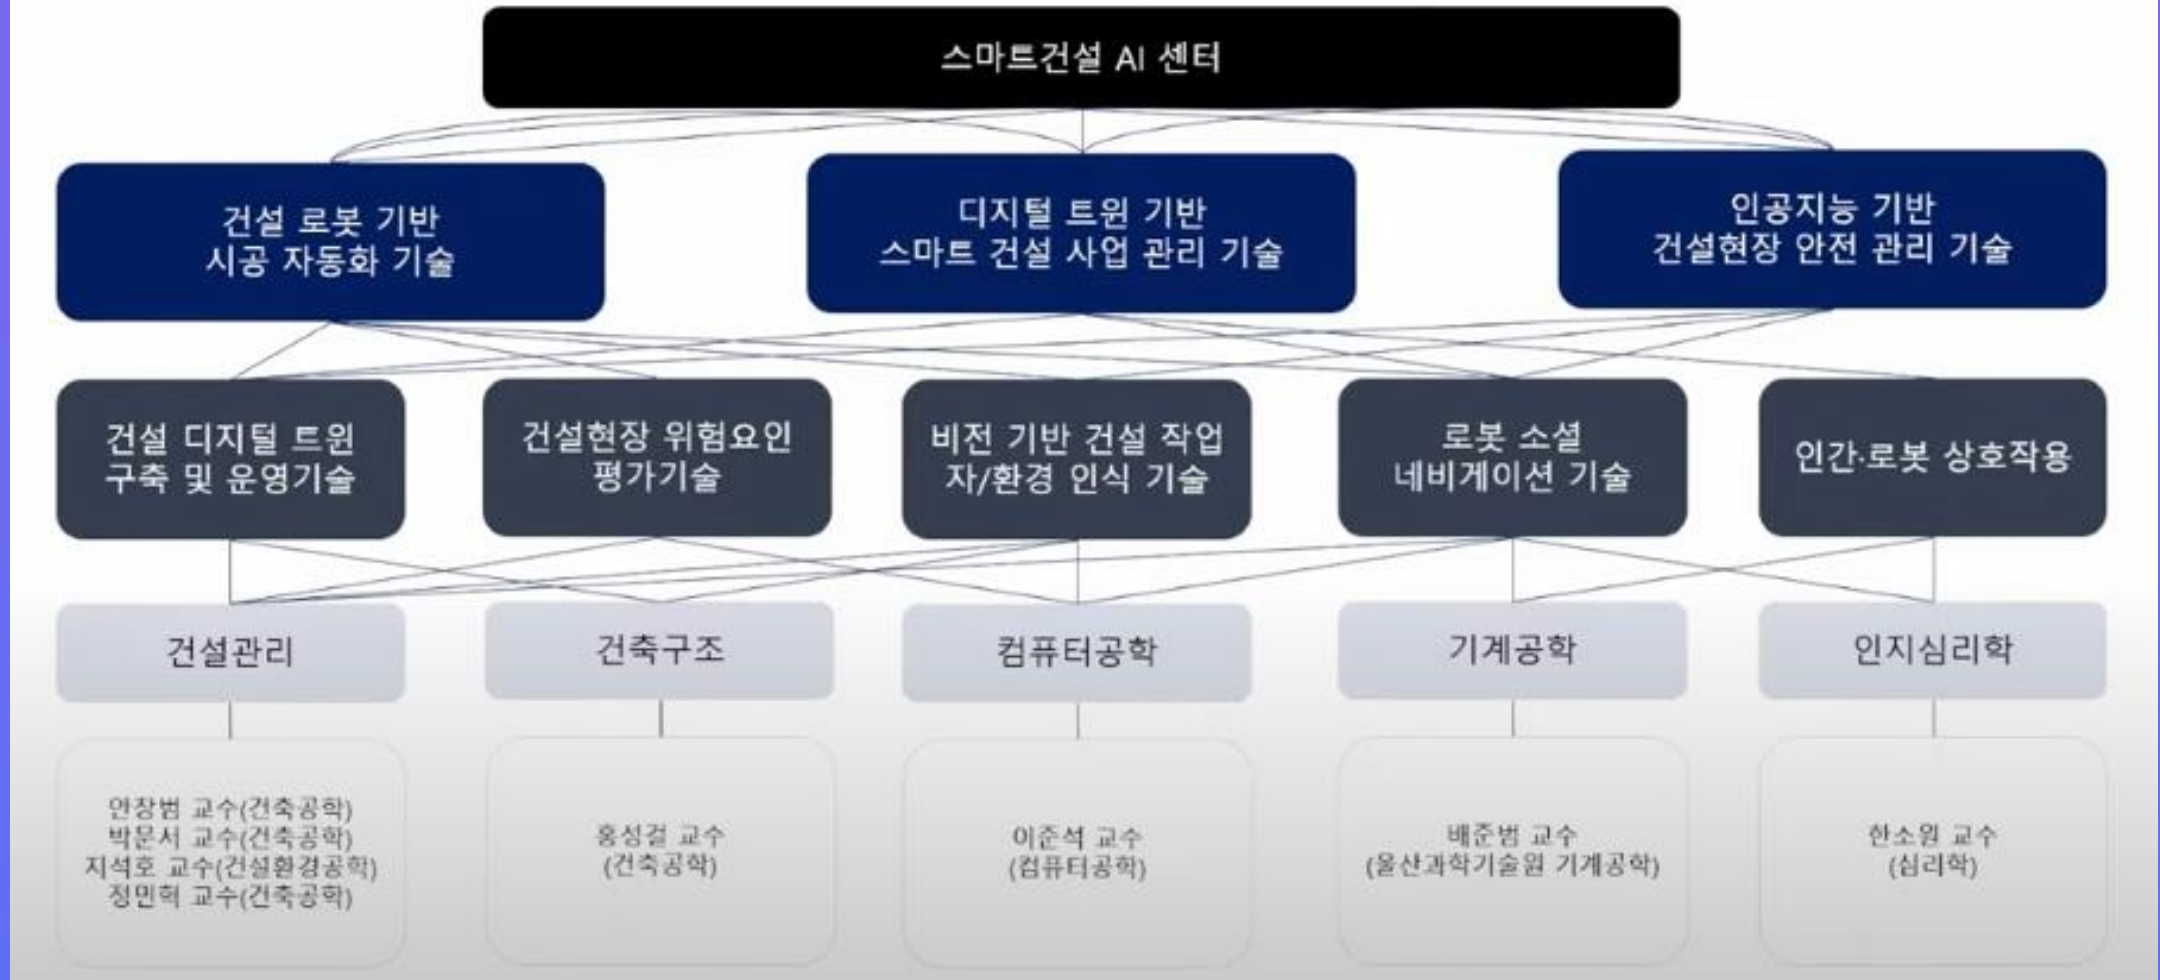 스마트건설 AI 센터
건설 로봇 기반
시공 자동화 기술
디지털 트윈 기반
스마트 건설 사업 관리 기술
인공지능 기반
건설현장 안전 관리 기술
건설 디지털 트윈
구축 및 운영기술
건설현장 위험요인
평가기술
비전 기반 건설 작업
자/환경 인식 기술
로봇 소셜
네비게이션 기술
인간·로봇 상호작용
건설관리
건축구조
컴퓨터공학
기계공학
인지심리학
안창범 교수(건축공학)
박문서 교수(건축공학)
지석호 교수(건설환경공학)
정민혁 교수(건축공학)
홍성걸 교수
(건축공학)
이준석 교수
(컴퓨터공학)
배준범 교수
(울산과학기술원 기계공학)
한소원 교수
(심리학)